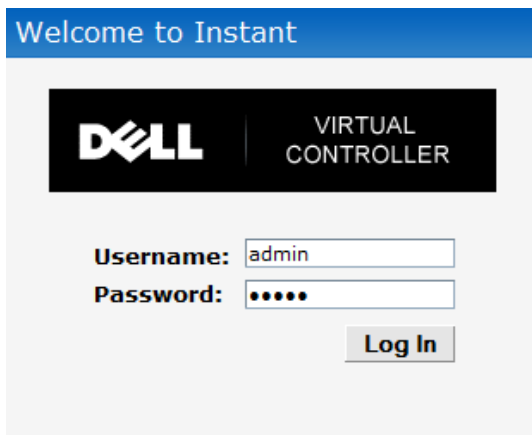 Welcome to Instant
DELL
VIRTUAL
CONTROLLER
Username: admin
Password: •••••
Log In